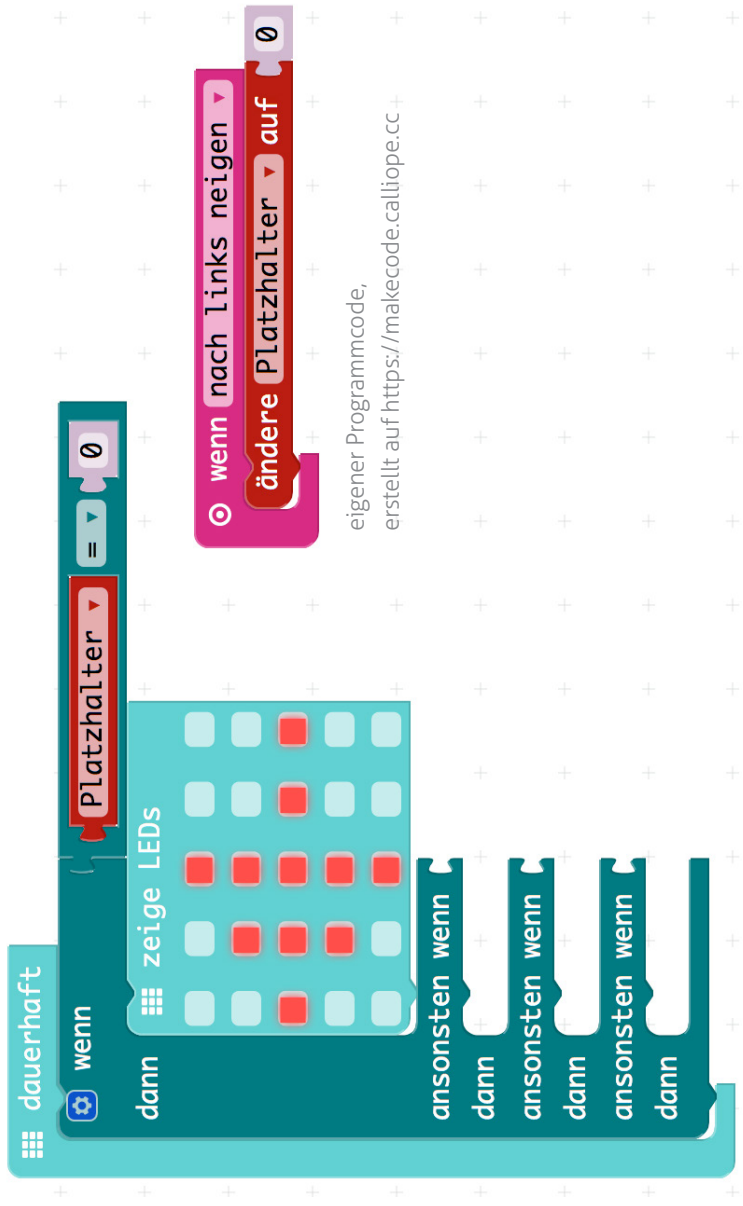 dauerhaft
wenn Platzhalter = 0
dann
zeige LEDs
ansonsten wenn
dann
ansonsten wenn
dann
ansonsten wenn
dann
wenn nach links neigen
ändere Platzhalter auf 0
eigener Programmcode,
erstellt auf https://makecode.calliope.cc